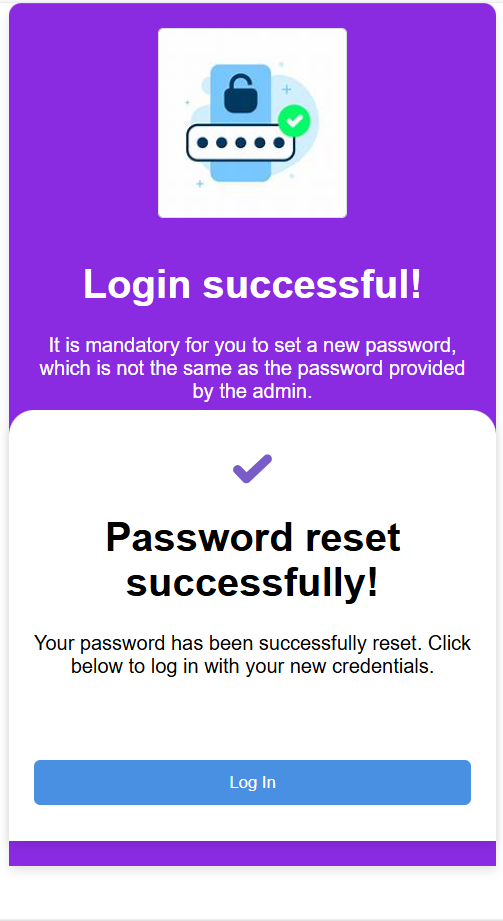 Login successful!
It is mandatory for you to set a new password,
which is not the same as the password provided
by the admin.
Password reset
successfully!
Your password has been successfully reset. Click
below to log in with your new credentials.
Log In